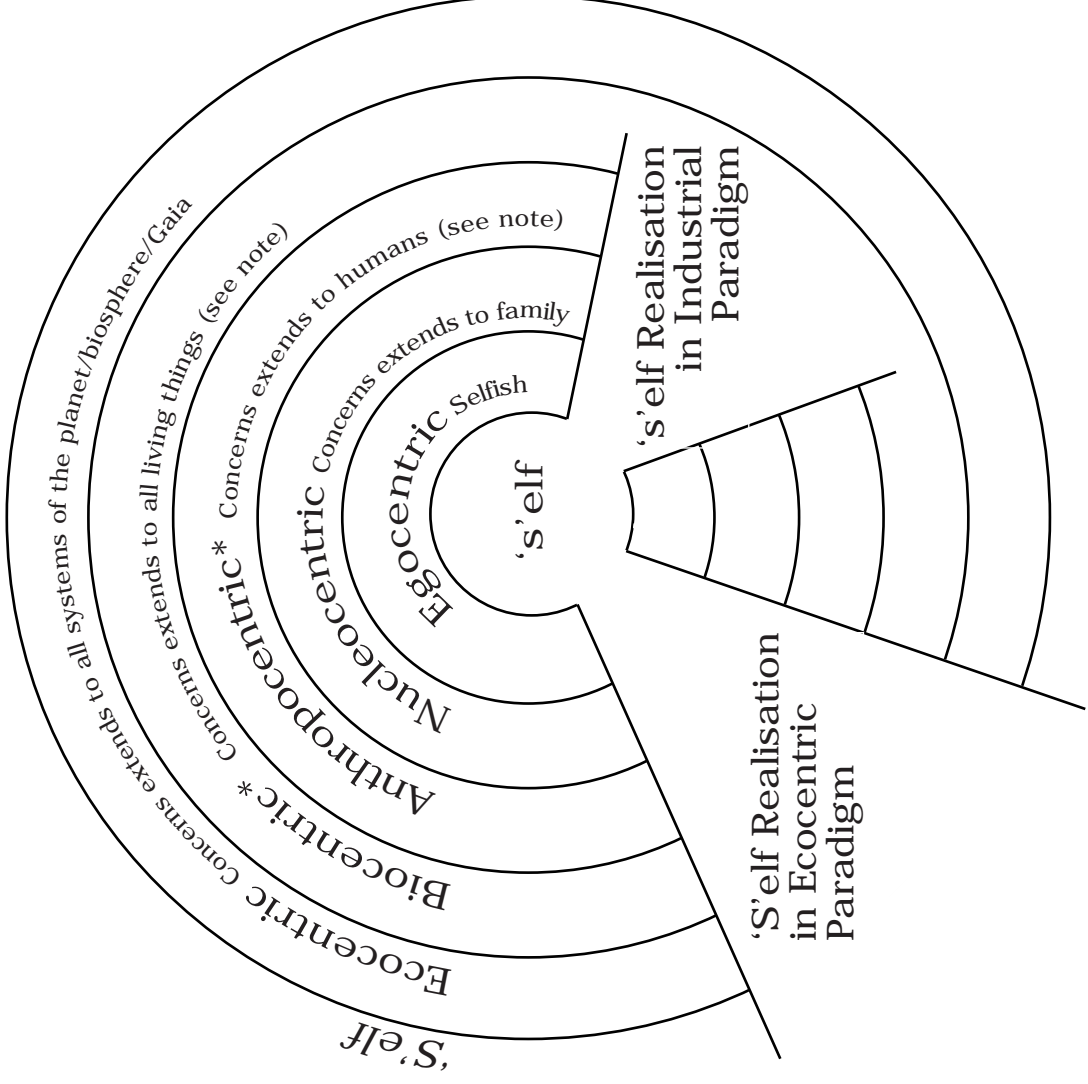 'S'elf
Ecocentric Concerns extends to all systems of the planet/biosphere/Gaia
Biocentric* Concerns extends to all living things (see note)
Anthropocentric* Concerns extends to humans (see note)
Nucleocentric Concerns extends to family
Egocentric Selfish
's'elf
's'elf Realisation
in Industrial
Paradigm
'S'elf Realisation
in Ecocentric
Paradigm